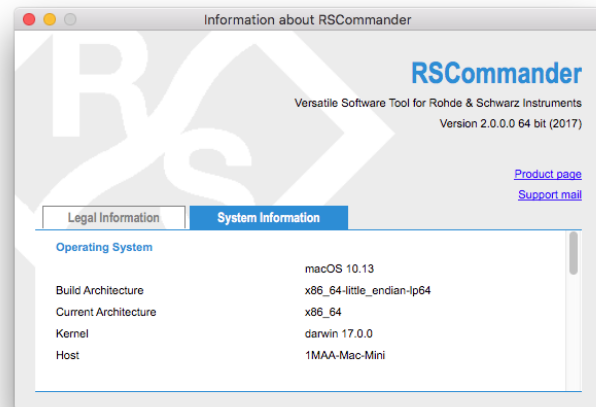 Information about RSCommander
R
S
RSCommander
Versatile Software Tool for Rohde & Schwarz Instruments
Version 2.0.0.0 64 bit (2017)
Product page
Support mail
Legal Information System Information
Operating System
macOS 10.13
Build Architecture x86_64-little_endian-lp64
Current Architecture x86_64
Kernel darwin 17.0.0
Host 1MAA-Mac-Mini